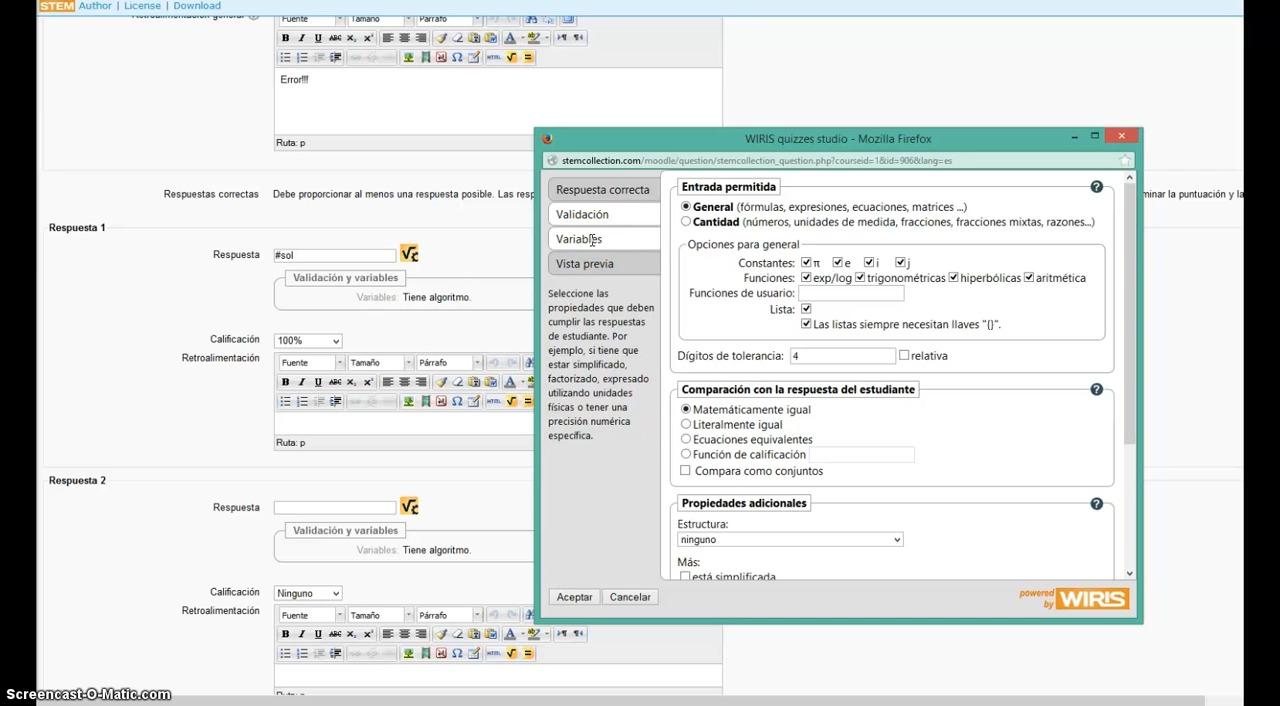 STEM Author | License | Download
Retroalimentación general
Fuente Tamaño Párrafo
Error!!!
Ruta: p
Respuestas correctas Debe proporcionar al menos una respuesta posible. Las resp
minar la puntuación y la
Respuesta 1
Respuesta #sol
Validación y variables
Variables: Tiene algoritmo.
Calificación 100%
Retroalimentación Fuente Tamaño Párrafo
Ruta: p
Respuesta 2
Respuesta
Validación y variables
Variables: Tiene algoritmo.
Calificación Ninguno
Retroalimentación Fuente Tamaño Párrafo
WIRIS quizzes studio - Mozilla Firefox
stemcollection.com/moodle/question/stemcollection_question.php?courseid=1&id=906&lang=es
Respuesta correcta
Validación
Variables
Vista previa
Seleccione las
propiedades que deben
cumplir las respuestas
de estudiante. Por
ejemplo, si tiene que
estar simplificado,
factorizado, expresado
utilizando unidades
físicas o tener una
precisión numérica
específica.
Entrada permitida
General (fórmulas, expresiones, ecuaciones, matrices ...)
Cantidad (números, unidades de medida, fracciones, fracciones mixtas, razones...)
Opciones para general
Constantes: π e i j
Funciones: exp/log trigonométricas hiperbólicas aritmética
Funciones de usuario:
Lista:
Las listas siempre necesitan llaves "{}".
Dígitos de tolerancia: 4 relativa
Comparación con la respuesta del estudiante
Matemáticamente igual
Literalmente igual
Ecuaciones equivalentes
Función de calificación
Compara como conjuntos
Propiedades adicionales
Estructura:
ninguno
Más:
está simplificada
Aceptar Cancelar
powered
by WIRIS
Screencast-O-Matic.com